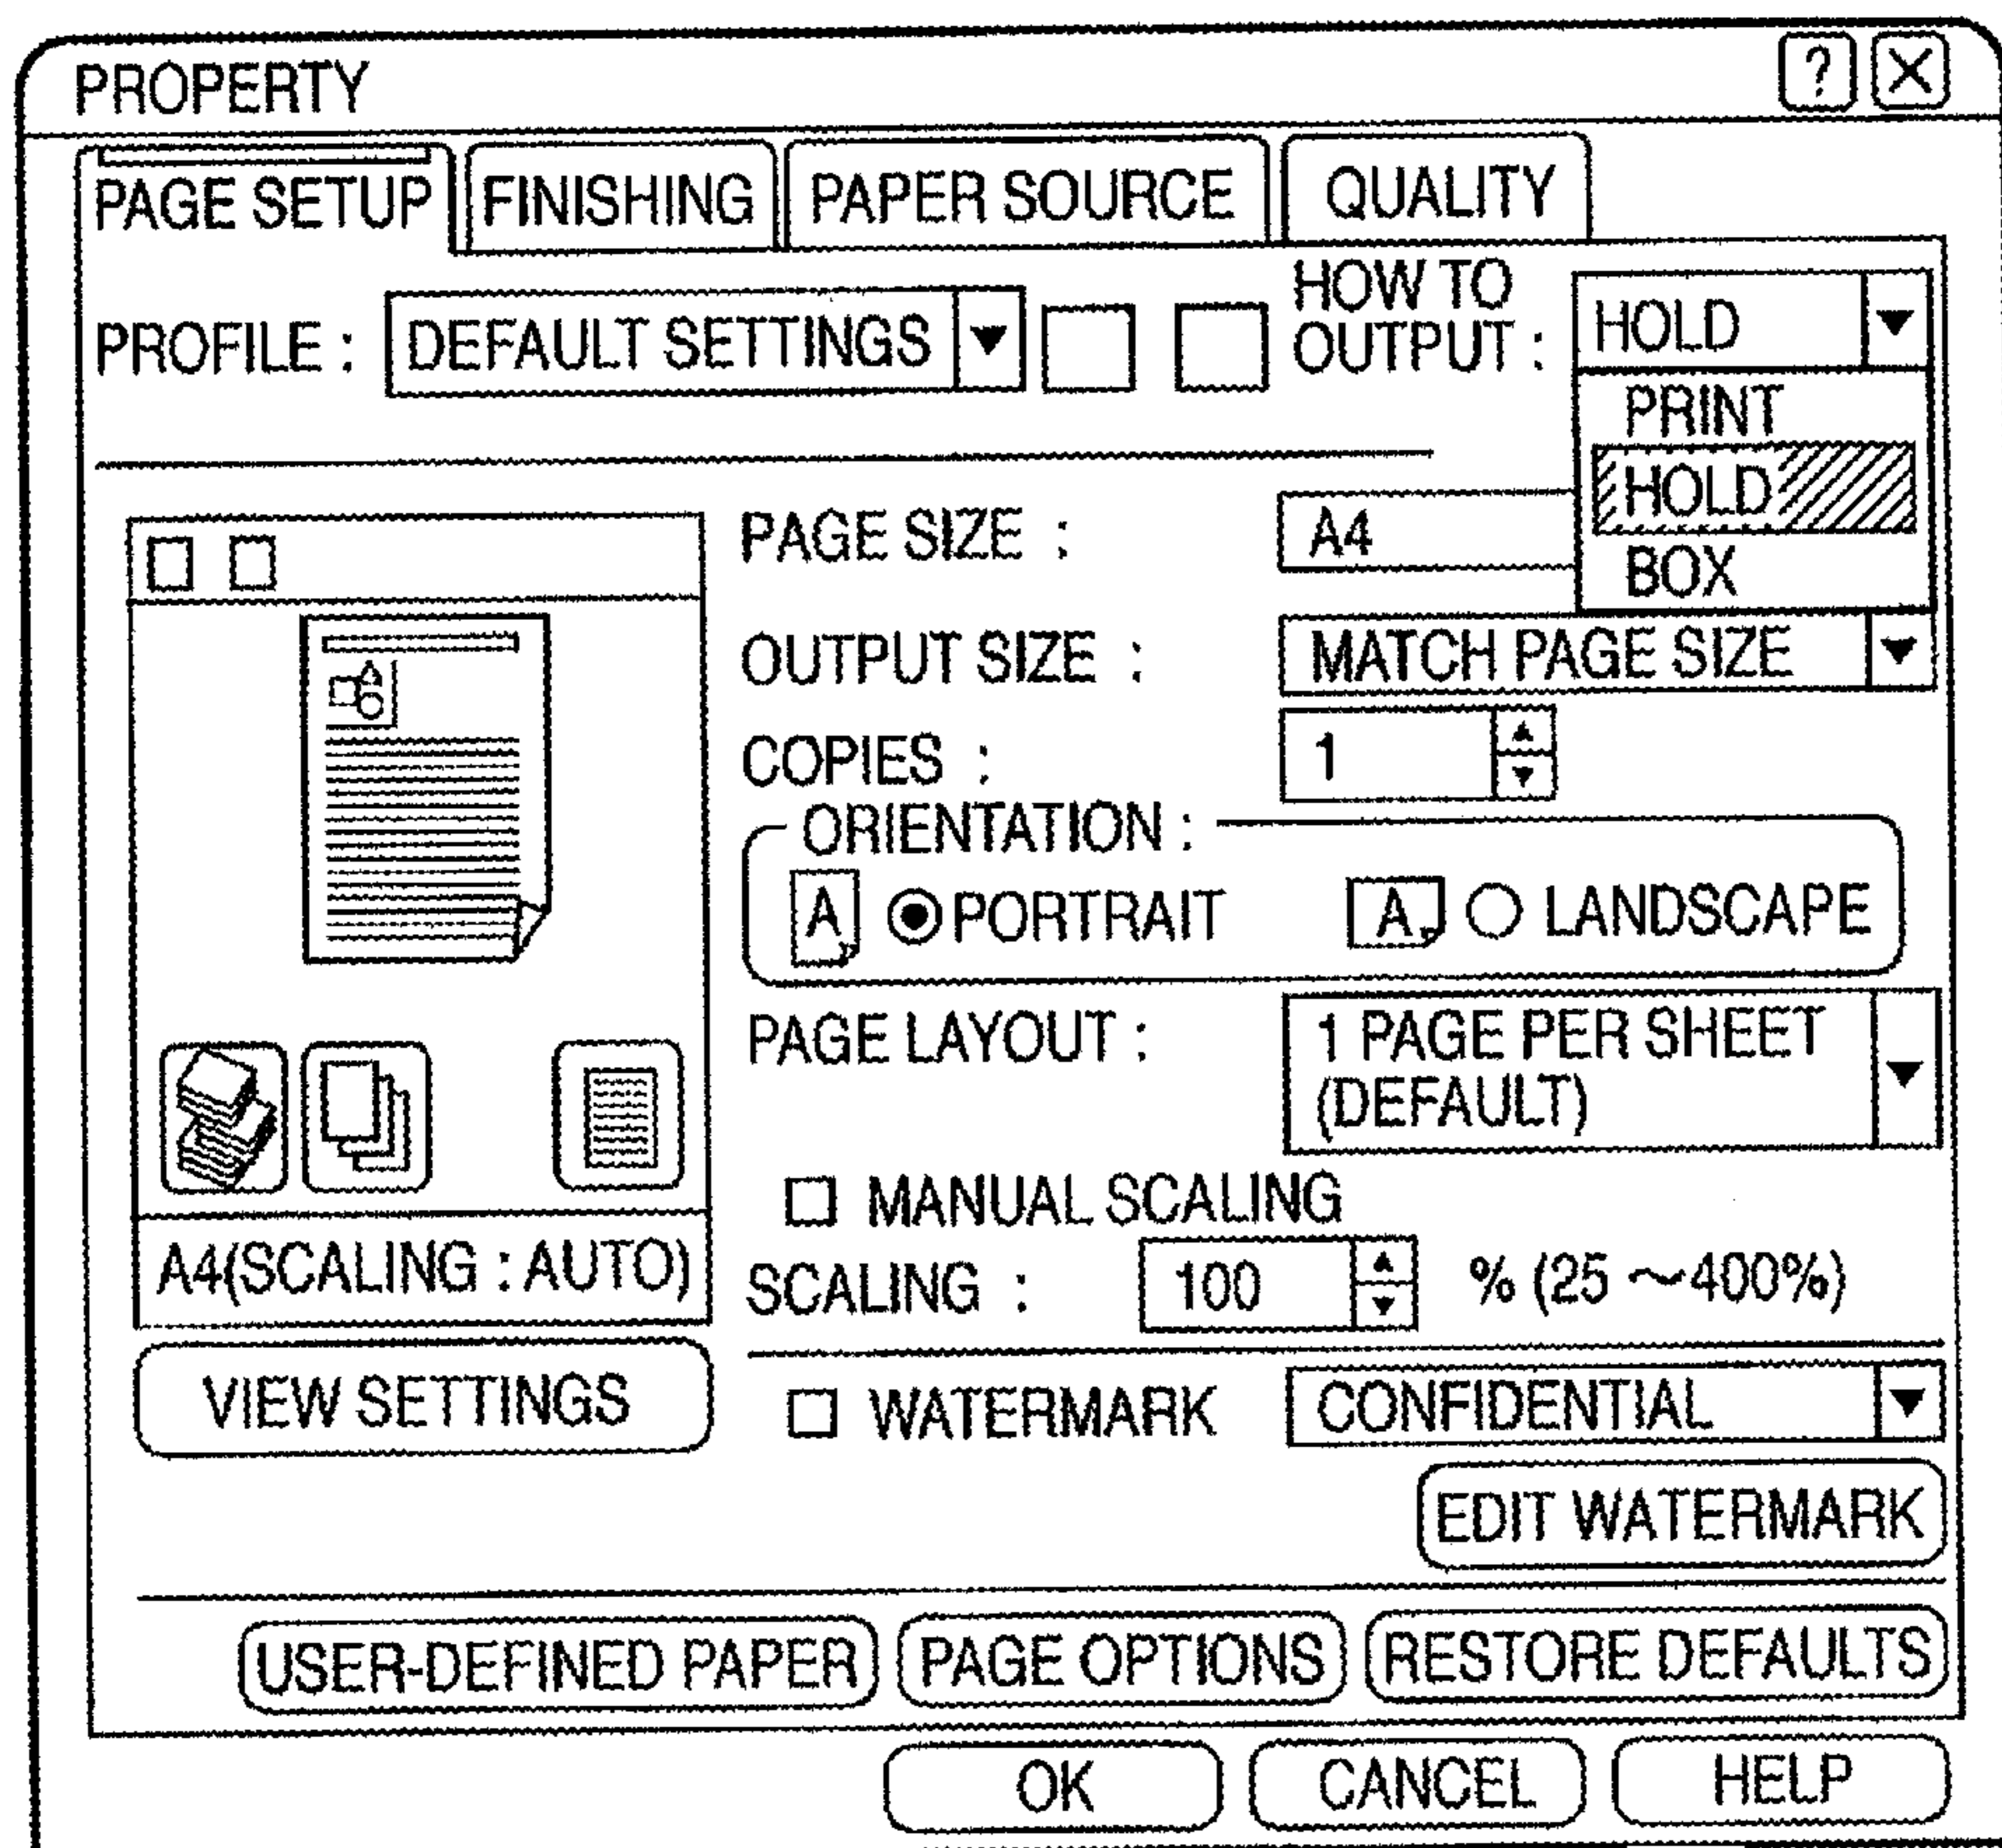 PROPERTY ? X
PAGE SETUP FINISHING PAPER SOURCE QUALITY
PROFILE : DEFAULT SETTINGS HOW TO OUTPUT : HOLD
PRINT
HOLD
BOX
PAGE SIZE : A4
OUTPUT SIZE : MATCH PAGE SIZE
COPIES : 1
ORIENTATION :
A PORTRAIT A LANDSCAPE
PAGE LAYOUT : 1 PAGE PER SHEET
(DEFAULT)
MANUAL SCALING
A4(SCALING : AUTO)
SCALING : 100 % (25 ～400%)
VIEW SETTINGS
WATERMARK CONFIDENTIAL
EDIT WATERMARK
USER-DEFINED PAPER PAGE OPTIONS RESTORE DEFAULTS
OK CANCEL HELP